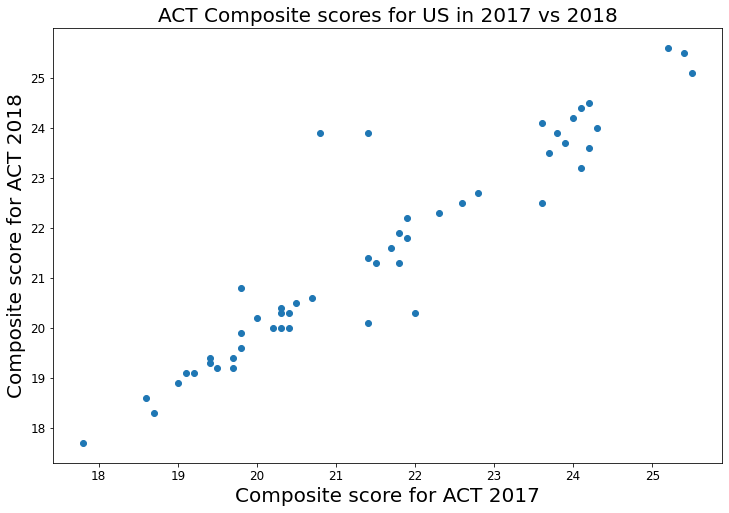 ACT Composite scores for US in 2017 vs 2018
Composite score for ACT 2018
25
24
23
22
21
20
19
18
18 19 20 21 22 23 24 25
Composite score for ACT 2017